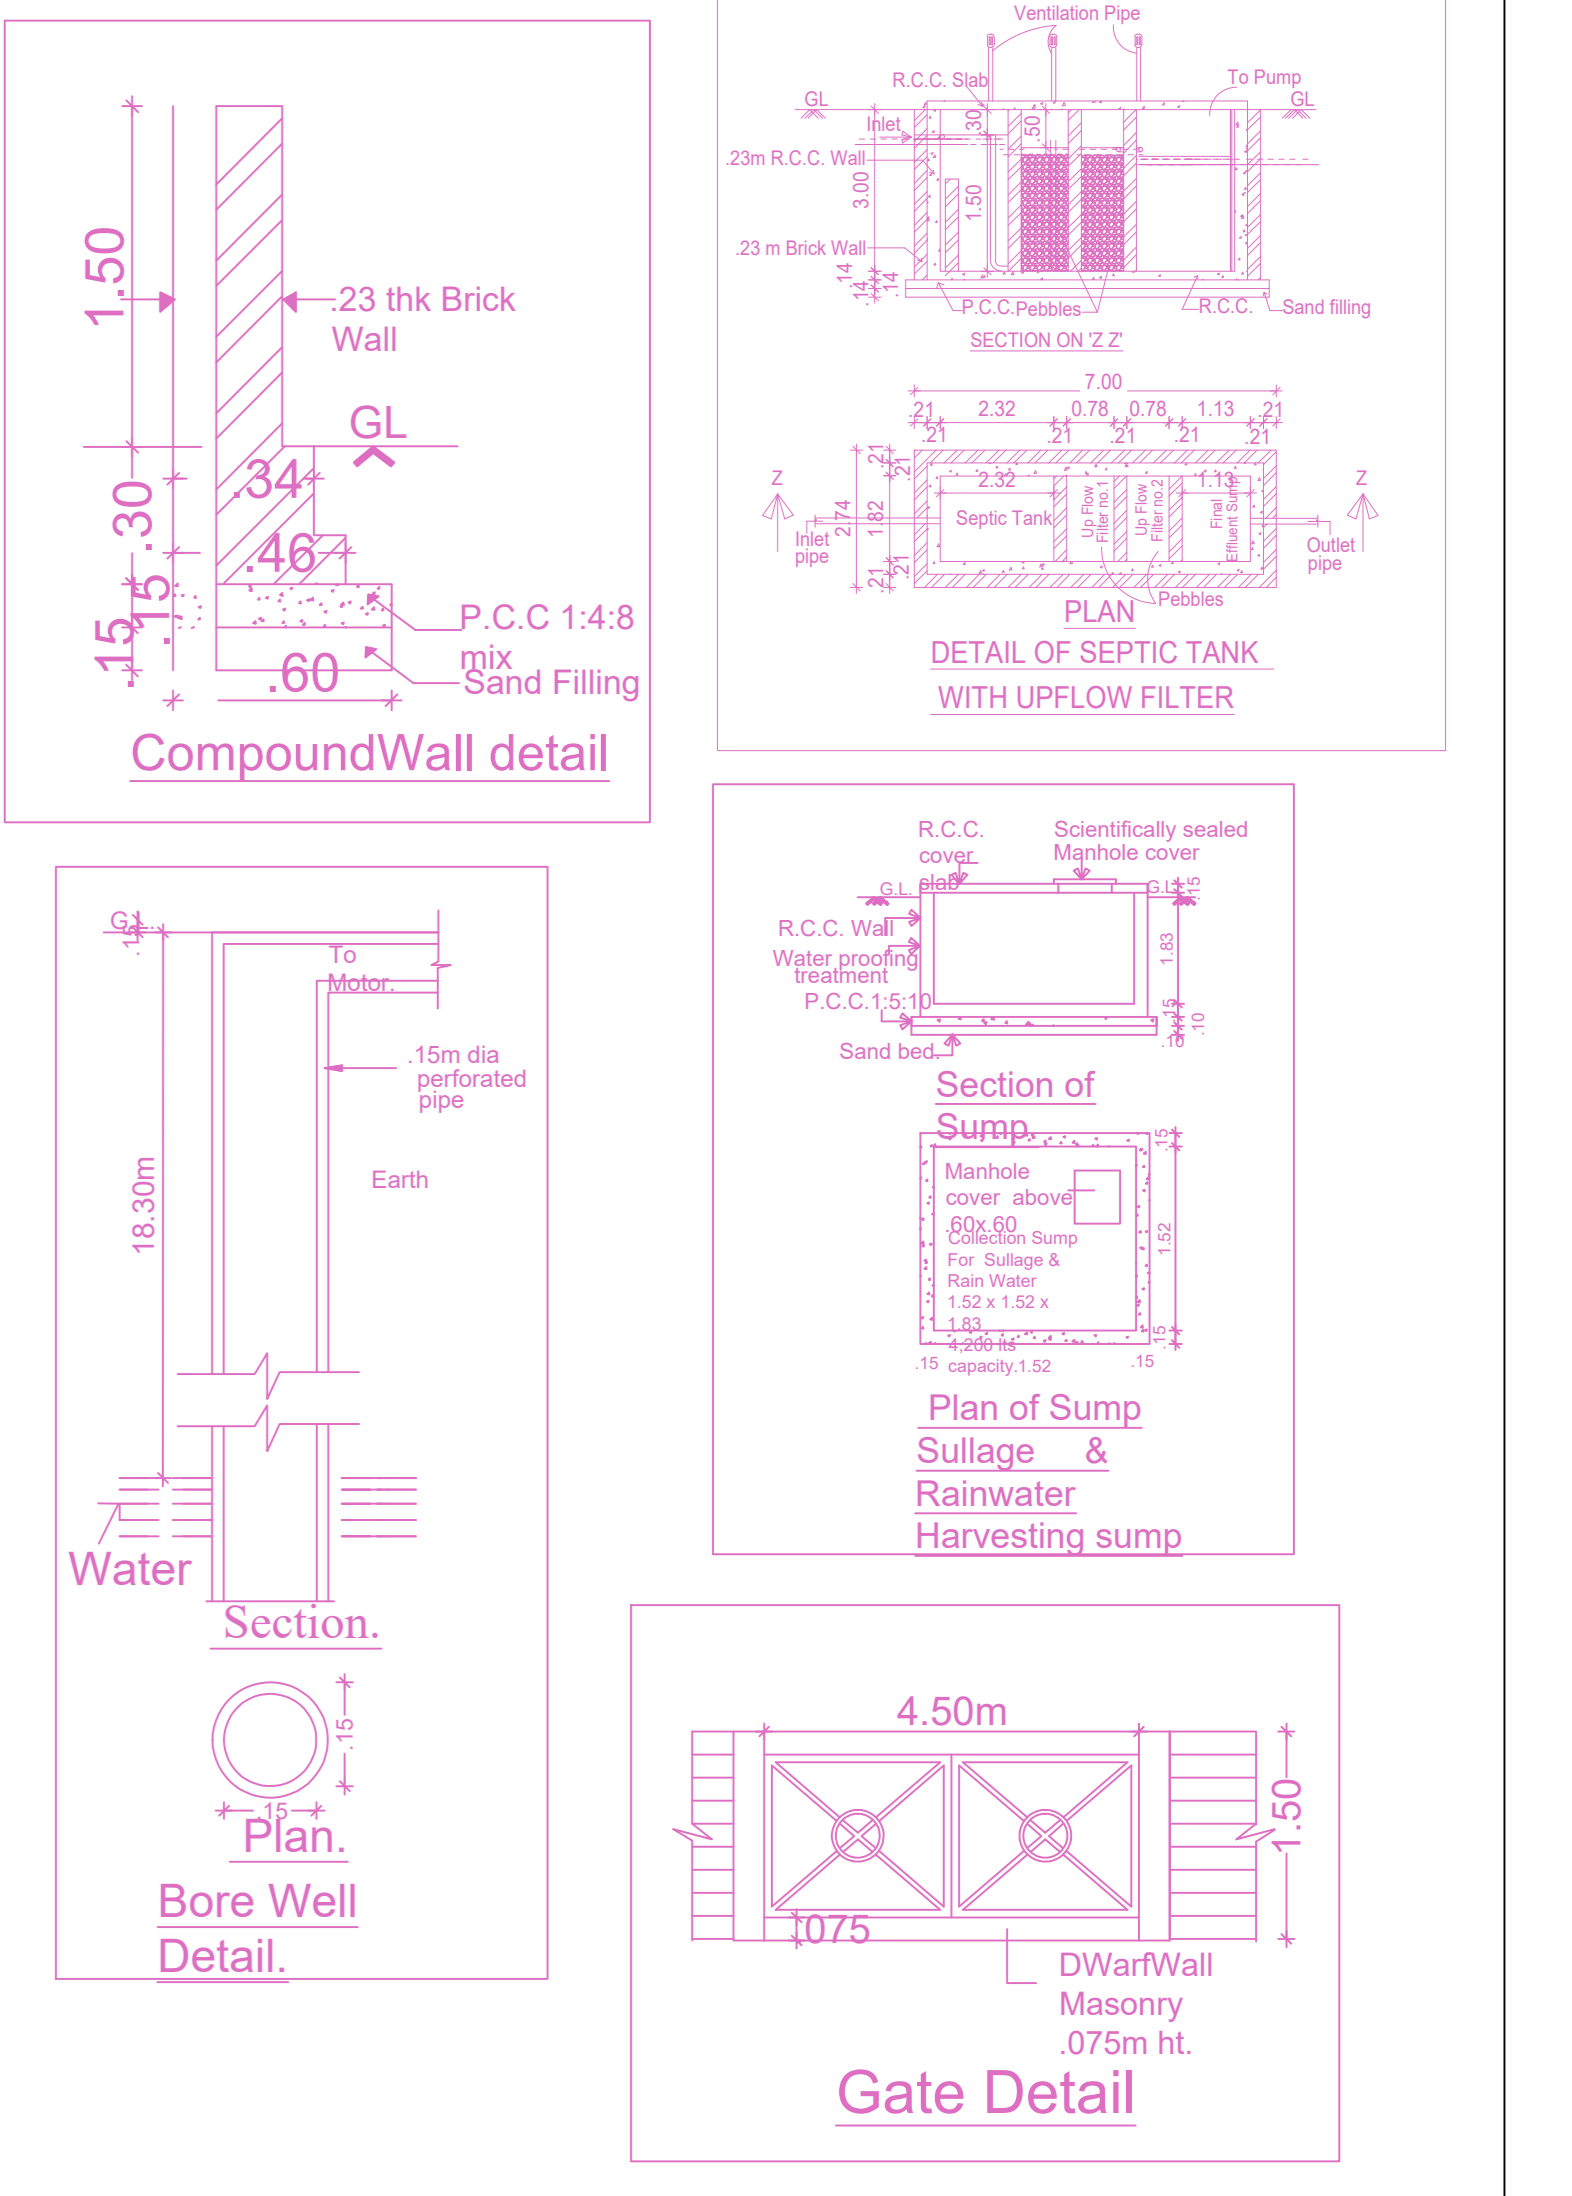 1.50
.23 thk Brick
Wall
GL
.34
.30
.46
.15
.15
P.C.C 1:4:8
mix
Sand Filling
.60
CompoundWall detail
Ventilation Pipe
R.C.C. Slab
To Pump
GL
GL
Inlet
.30
.50
.23m R.C.C. Wall
3.00
1.50
.23 m Brick Wall
.14
.14
.14
P.C.C.
Pebbles
R.C.C.
Sand filling
SECTION ON 'Z Z'
7.00
.21 2.32 0.78 0.78 1.13 .21
.21 .21 .21 .21 .21
.21
.21
2.32
1.13
Z
Z
2.74
1.82
Septic Tank
Up Flow
Filter no.1
Up Flow
Filter no.2
Final
Effluent Sump
Inlet
pipe
Outlet
pipe
.21
.21
Pebbles
PLAN
DETAIL OF SEPTIC TANK
WITH UPFLOW FILTER
G.L.
.15
To
Motor.
.15m dia
perforated
pipe
18.30m
Earth
Water
Section.
.15
.15
Plan.
Bore Well
Detail.
R.C.C.
cover
slab
Scientifically sealed
Manhole cover
G.L.
G.L.
.15
R.C.C. Wall
1.83
Water proofing
treatment
P.C.C.1:5:10
.15
.10
.10
Sand bed.
Section of
Sump
.15
Manhole
cover above
.60x.60
Collection Sump
For Sullage &
Rain Water
1.52 x 1.52 x
1.83
4,200 lts
capacity.
1.52
1.52
.15
.15
.15
Plan of Sump
Sullage &
Rainwater
Harvesting sump
4.50m
1.50
.075
DWarfWall
Masonry
.075m ht.
Gate Detail